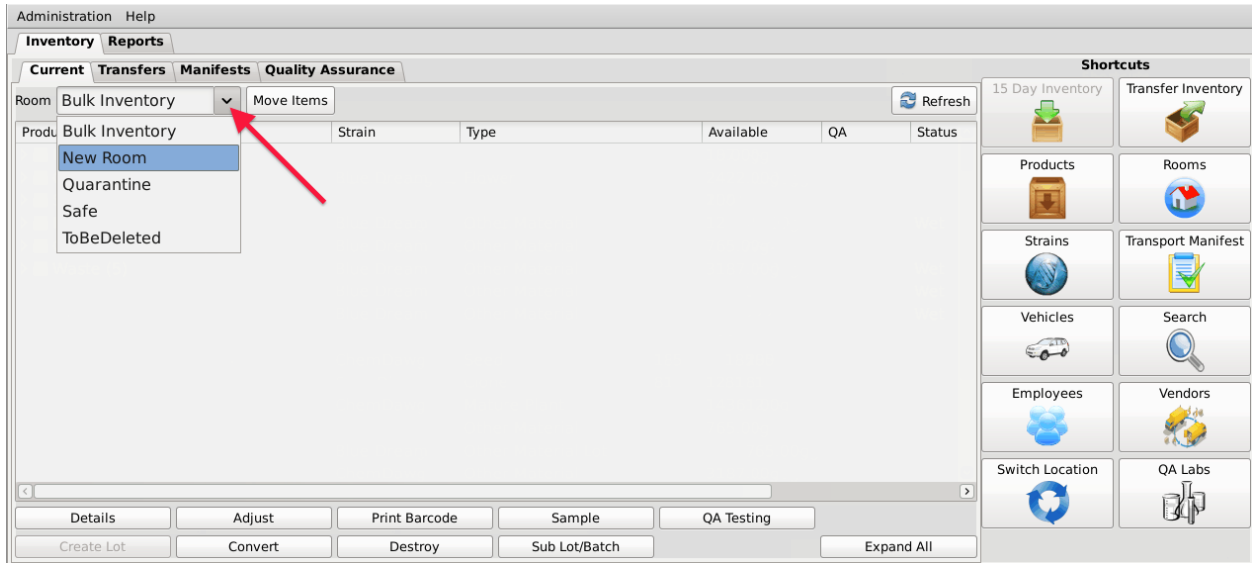 Administration Help
Inventory Reports
Current Transfers Manifests Quality Assurance
Room Bulk Inventory Move Items Refresh
Strain Type Available QA Status
Bulk Inventory
New Room
Quarantine
Safe
ToBeDeleted
Details Adjust Print Barcode Sample QA Testing
Create Lot Convert Destroy Sub Lot/Batch Expand All
Shortcuts
15 Day Inventory Transfer Inventory
Products Rooms
Strains Transport Manifest
Vehicles Search
Employees Vendors
Switch Location QA Labs